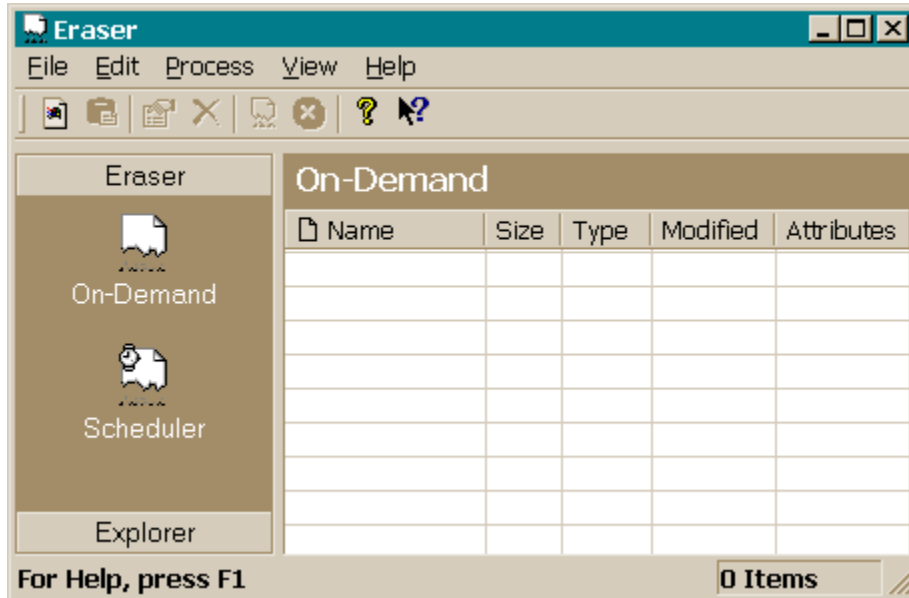 Eraser
File Edit Process View Help
Eraser
On-Demand
Scheduler
Explorer
On-Demand
Name Size Type Modified Attributes
For Help, press F1
0 Items